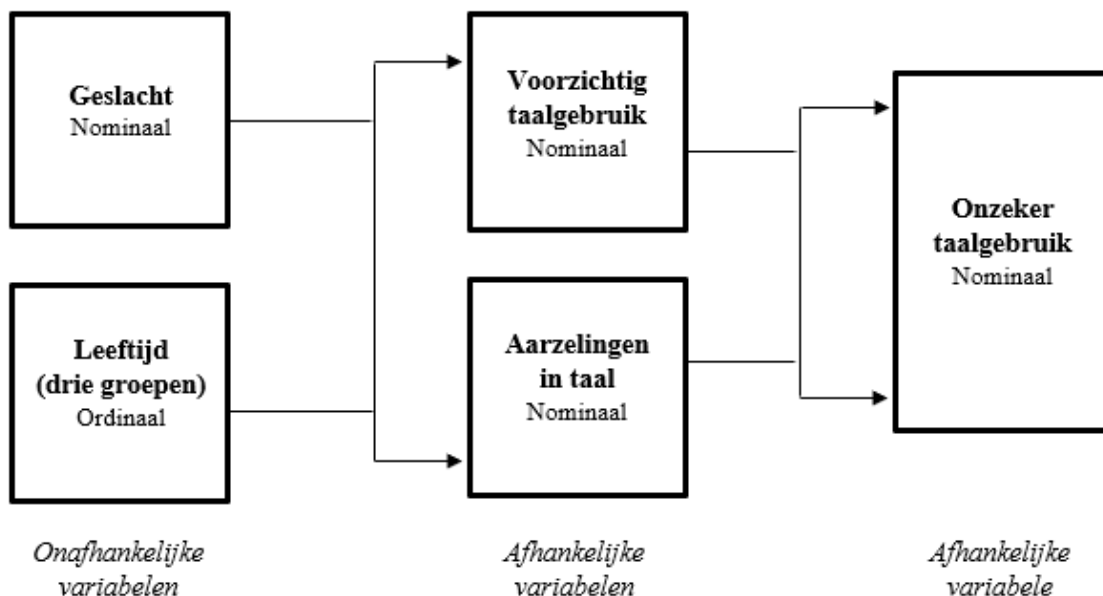 Geslacht
Nominaal
Leeftijd
(drie groepen)
Ordinaal
Onafhankelijke
variabelen
Voorzichtig
taalgebruik
Nominaal
Aarzelingen
in taal
Nominaal
Afhankelijke
variabelen
Onzeker
taalgebruik
Nominaal
Afhankelijke
variabele